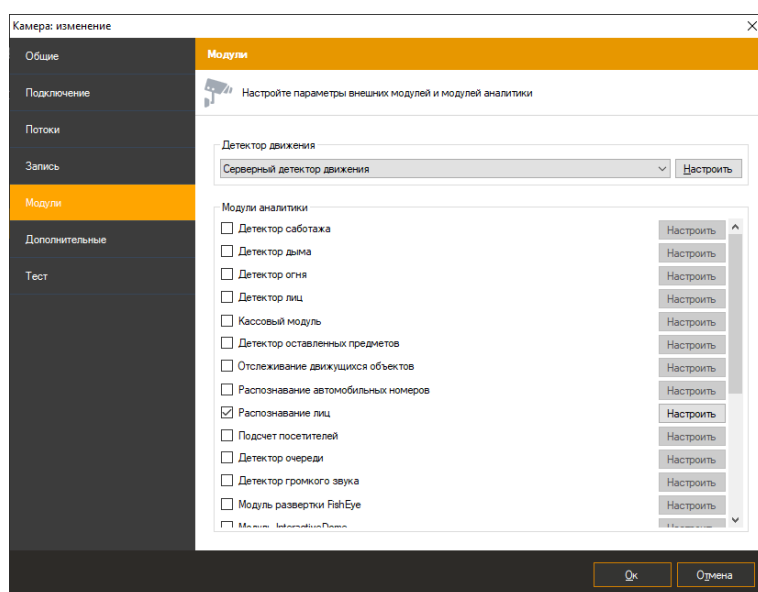 Камера: изменение
Общие
Подключение
Потоки
Запись
Модули
Дополнительные
Тест
Модули
Настройте параметры внешних модулей и модулей аналитики
Детектор движения
Серверный детектор движения Настроить
Модули аналитики
Детектор саботажа Настроить
Детектор дыма Настроить
Детектор огня Настроить
Детектор лиц Настроить
Кассовый модуль Настроить
Детектор оставленных предметов Настроить
Отслеживание движущихся объектов Настроить
Распознавание автомобильных номеров Настроить
Распознавание лиц Настроить
Подсчет посетителей Настроить
Детектор очереди Настроить
Детектор громкого звука Настроить
Модуль развертки FishEye Настроить
Модуль InteractiveDome Настроить
Ок Отмена